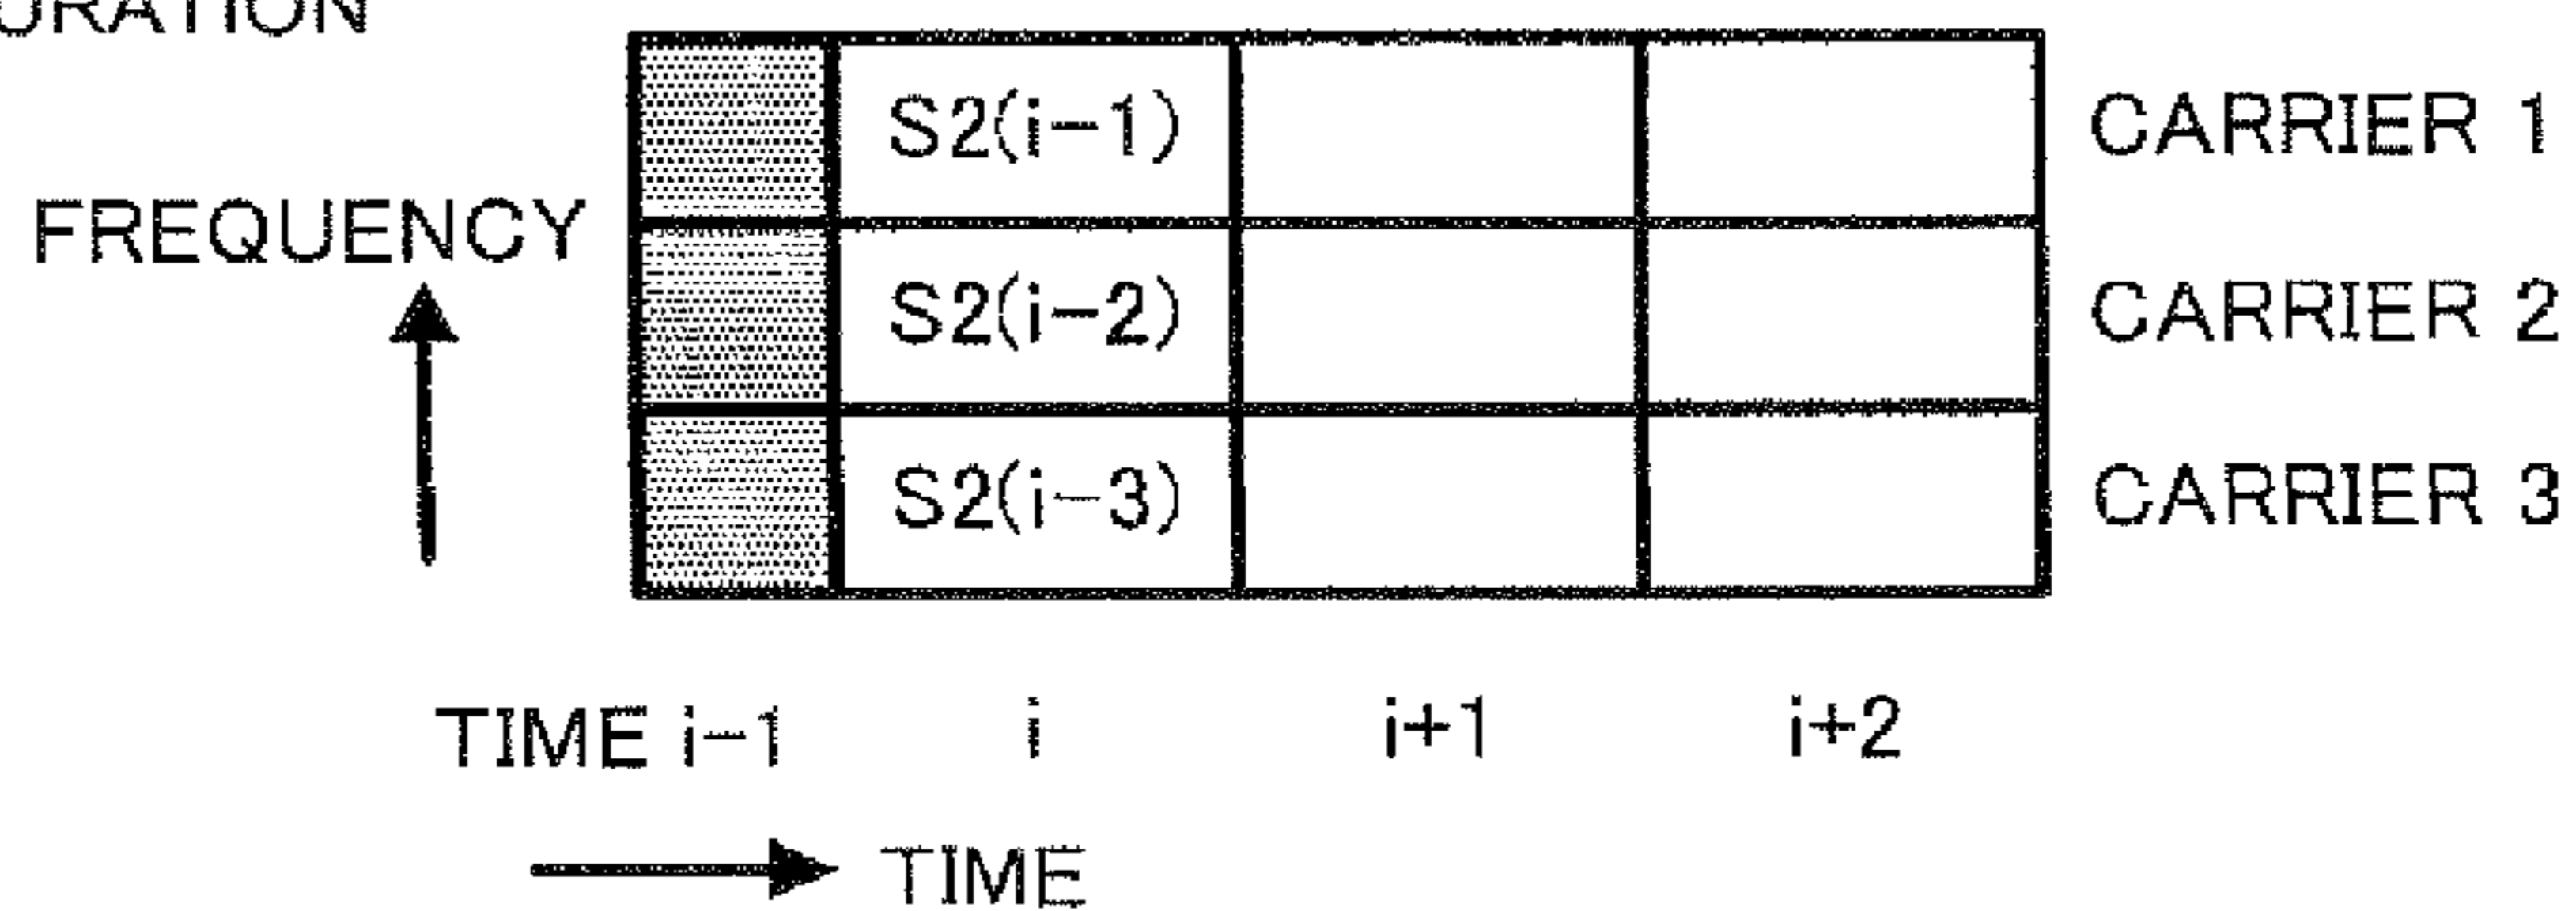 S2(i-1) CARRIER 1
FREQUENCY
S2(i-2) CARRIER 2
S2(i-3) CARRIER 3
TIME i-1 i i+1 i+2
TIME